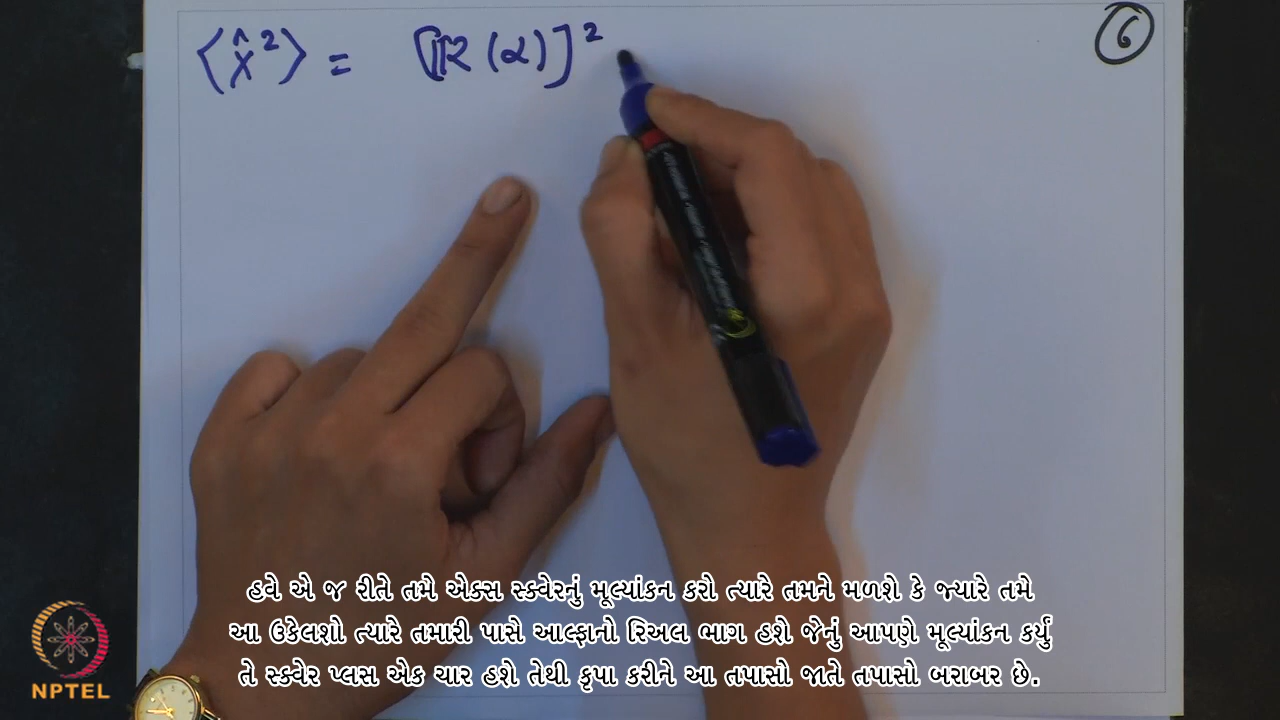 ⟨X̂²⟩ = [ℝ(α)]²
6
હવે એ જ રીતે તમે એક્સ સ્ક્વેરનું મૂલ્યાંકન કરો ત્યારે તમને મળશે કે જ્યારે તમે
આ ઉકેલશો ત્યારે તમારી પાસે આલ્ફાનો રિઅલ ભાગ હશે જેનું આપણે મૂલ્યાંકન કર્યું
તે સ્ક્વેર પ્લસ એક ચાર હશે તેથી કૃપા કરીને આ તપાસો જાતે તપાસો બરાબર છે.
NPTEL